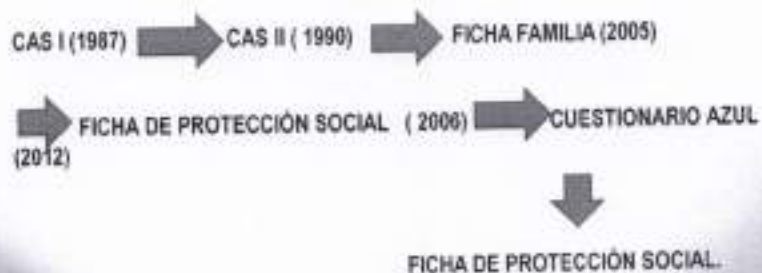 CAS I (1987) CAS II ( 1990) FICHA FAMILIA (2005)
FICHA DE PROTECCIÓN SOCIAL ( 2006) CUESTIONARIO AZUL
(2012)
FICHA DE PROTECCIÓN SOCIAL.